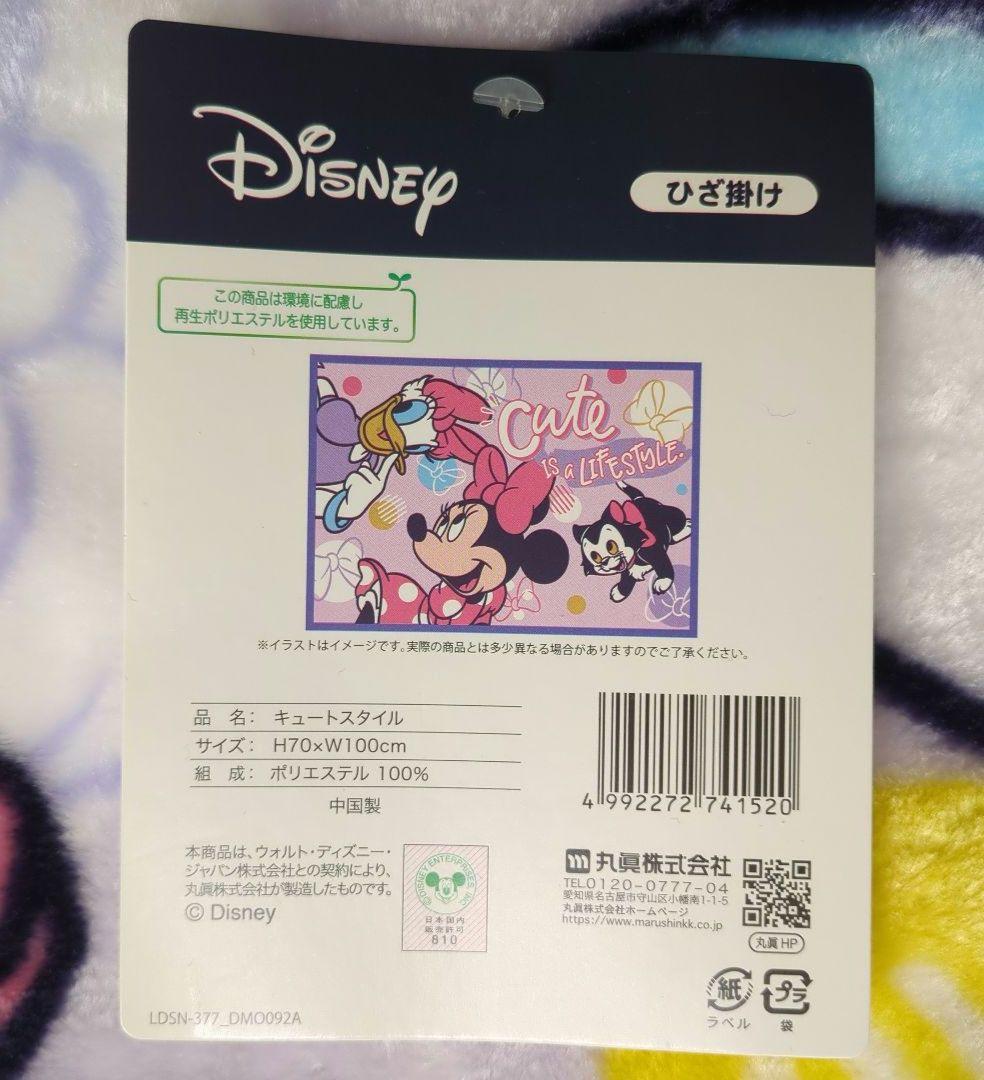 Disney
ひざ掛け
この商品は環境に配慮し
再生ポリエステルを使用しています。
Cute
IS a LIFESTYLE.
※イラストはイメージです。実際の商品とは多少異なる場合がありますのでご了承ください。
品 名： キュートスタイル
サイズ： H70×W100cm
組 成： ポリエステル 100%
中国製
4 992272 741520
本商品は、ウォルト・ディズニー・
ジャパン株式会社との契約により、
丸眞株式会社が製造したものです。
© Disney
©DISNEY ENTERPRISES, INC.
日本国内
販売許可
810
丸眞株式会社
TEL0120-0777-04
愛知県名古屋市守山区小幡南1-1-5
丸眞株式会社ホームページ
https://www.marushinkk.co.jp
丸眞 HP
紙
ラベル
プラ
袋
LDSN-377_DMO092A